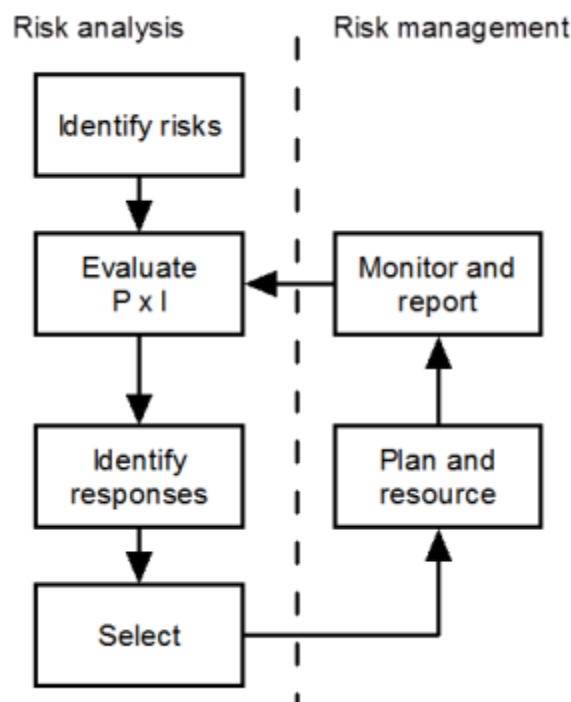 Risk analysis
Risk management
Identify risks
Evaluate
P x I
Identify
responses
Select
Monitor and
report
Plan and
resource